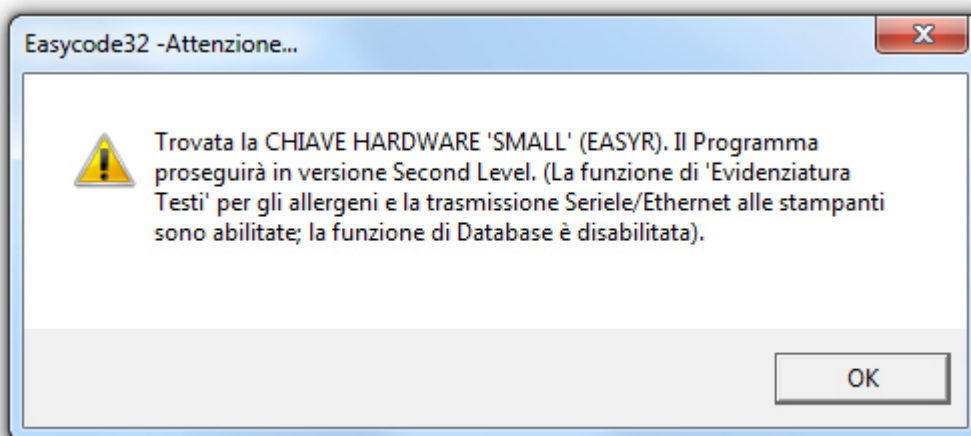 Easycode32 -Attenzione...
Trovata la CHIAVE HARDWARE 'SMALL' (EASYR). Il Programma
proseguirà in versione Second Level. (La funzione di 'Evidenziatura
Testi' per gli allergeni e la trasmissione Seriele/Ethernet alle stampanti
sono abilitate; la funzione di Database è disabilitata).
OK